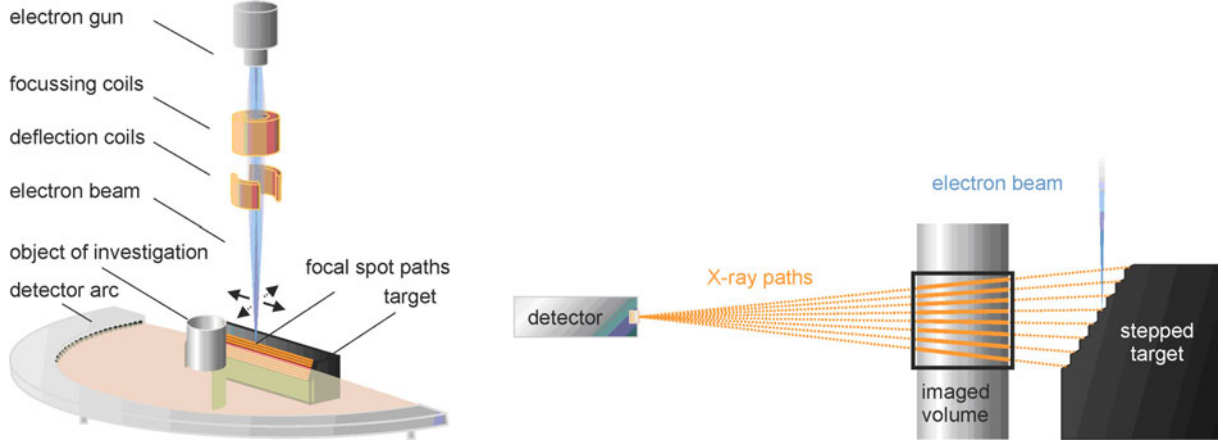 electron gun
focussing coils
deflection coils
electron beam
object of investigation
detector arc
focal spot paths
target
electron beam
X-ray paths
detector
stepped
target
imaged
volume